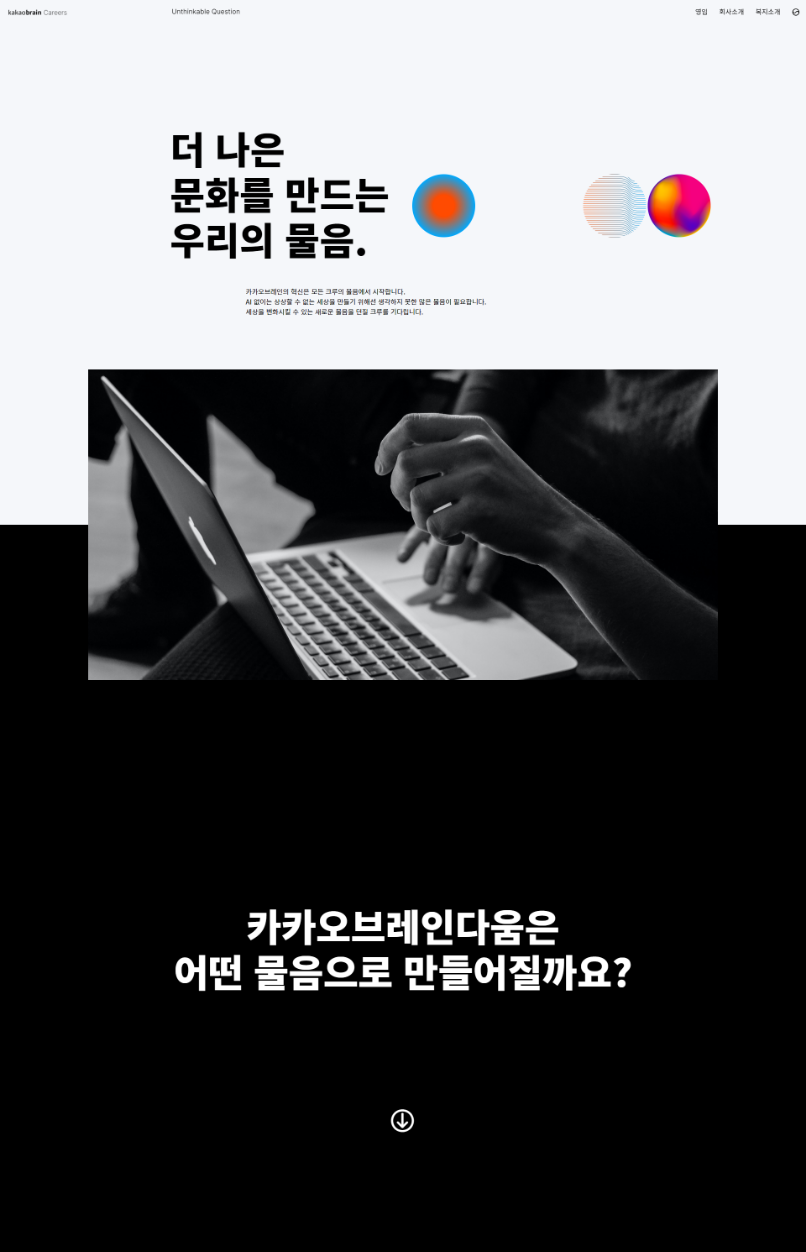 kakaobrain Careers
Unthinkable Question
영입 회사소개 복지소개
더 나은
문화를 만드는
우리의 물음.
카카오브레인의 혁신은 모든 크루의 물음에서 시작합니다.
AI 없이는 상상할 수 없는 세상을 만들기 위해선 생각하지 못한 많은 물음이 필요합니다.
세상을 변화시킬 수 있는 새로운 물음을 던질 크루를 기다립니다.
카카오브레인다움은
어떤 물음으로 만들어질까요?